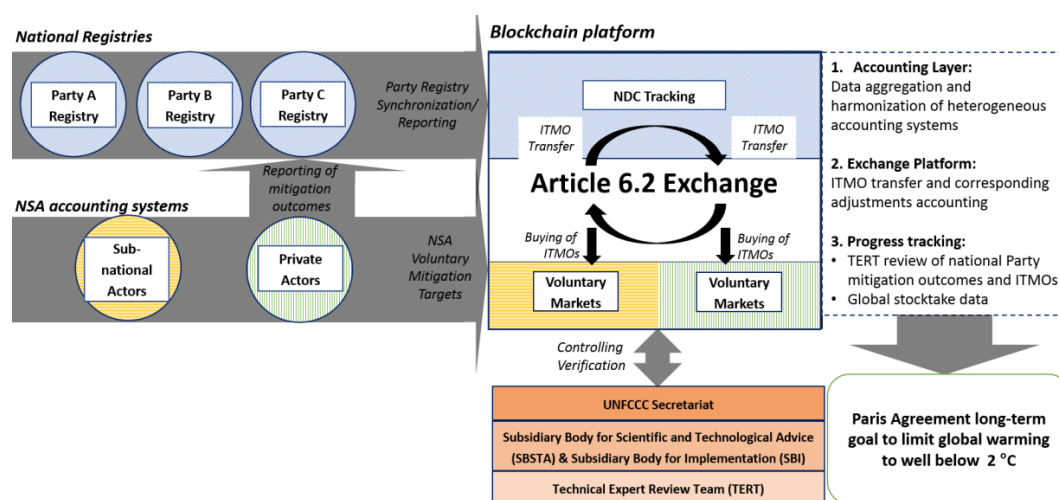 National Registries
Party A
Registry
Party B
Registry
Party C
Registry
Party Registry
Synchronization/
Reporting
Reporting of
mitigation
outcomes
NSA accounting systems
Sub-
national
Actors
Private
Actors
NSA
Voluntary
Mitigation
Targets
Blockchain platform
NDC Tracking
ITMO
Transfer
ITMO
Transfer
Article 6.2 Exchange
Buying of
ITMOs
Buying of
ITMOs
Voluntary
Markets
Voluntary
Markets
Controlling
Verification
UNFCCC Secretariat
Subsidiary Body for Scientific and Technological Advice
(SBSTA) & Subsidiary Body for Implementation (SBI)
Technical Expert Review Team (TERT)
1. Accounting Layer:
Data aggregation and
harmonization of heterogeneous
accounting systems
2. Exchange Platform:
ITMO transfer and corresponding
adjustments accounting
3. Progress tracking:
• TERT review of national Party
mitigation outcomes and ITMOs
• Global stocktake data
Paris Agreement long-term
goal to limit global warming
to well below 2 °C